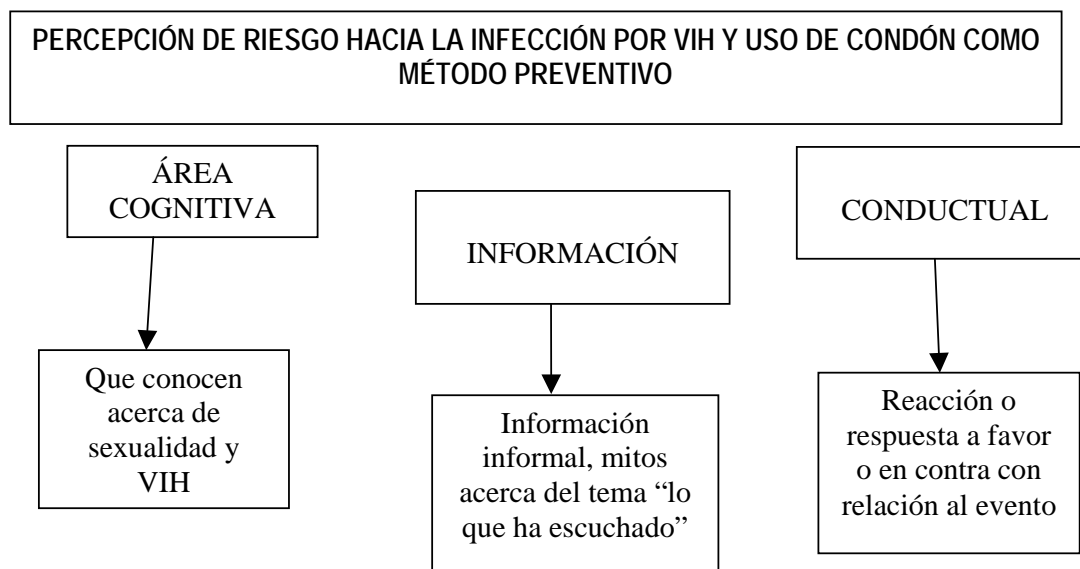 PERCEPCIÓN DE RIESGO HACIA LA INFECCIÓN POR VIH Y USO DE CONDÓN COMO
MÉTODO PREVENTIVO
ÁREA
COGNITIVA
INFORMACIÓN
CONDUCTUAL
Que conocen
acerca de
sexualidad y
VIH
Información
informal, mitos
acerca del tema “lo
que ha escuchado”
Reacción o
respuesta a favor
o en contra con
relación al evento